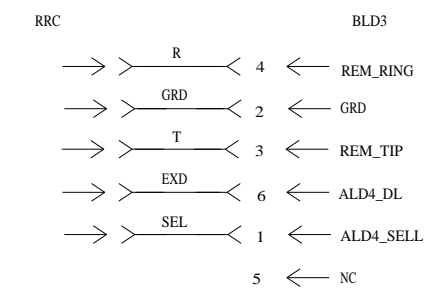 RRC BLD3
R 4 REM_RING
GRD 2 GRD
T 3 REM_TIP
EXD 6 ALD4_DL
SEL 1 ALD4_SELL
5 NC